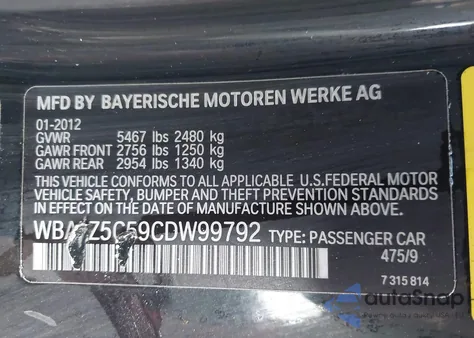 MFD BY BAYERISCHE MOTOREN WERKE AG
01-2012
GVWR 5467 lbs 2480 kg
GAWR FRONT 2756 lbs 1250 kg
GAWR REAR 2954 lbs 1340 kg
THIS VEHICLE CONFORMS TO ALL APPLICABLE U.S.FEDERAL MOTOR
VEHICLE SAFETY, BUMPER AND THEFT PREVENTION STANDARDS
IN EFFECT ON THE DATE OF MANUFACTURE SHOWN ABOVE.
TYPE: PASSENGER CAR
475/9
7 315 814
autoSnap